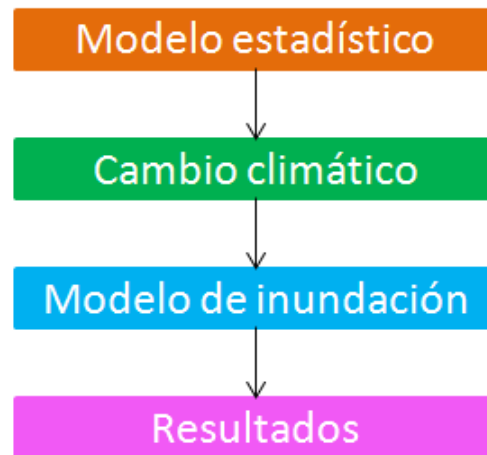 Modelo estadístico
Cambio climático
Modelo de inundación
Resultados